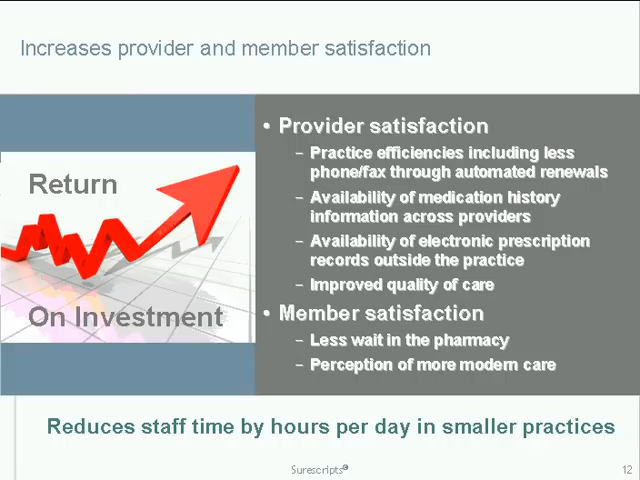 Increases provider and member satisfaction
Return
On Investment
• Provider satisfaction
– Practice efficiencies including less
phone/fax through automated renewals
– Availability of medication history
information across providers
– Availability of electronic prescription
records outside the practice
– Improved quality of care
• Member satisfaction
– Less wait in the pharmacy
– Perception of more modern care
Reduces staff time by hours per day in smaller practices
Surescripts®
12